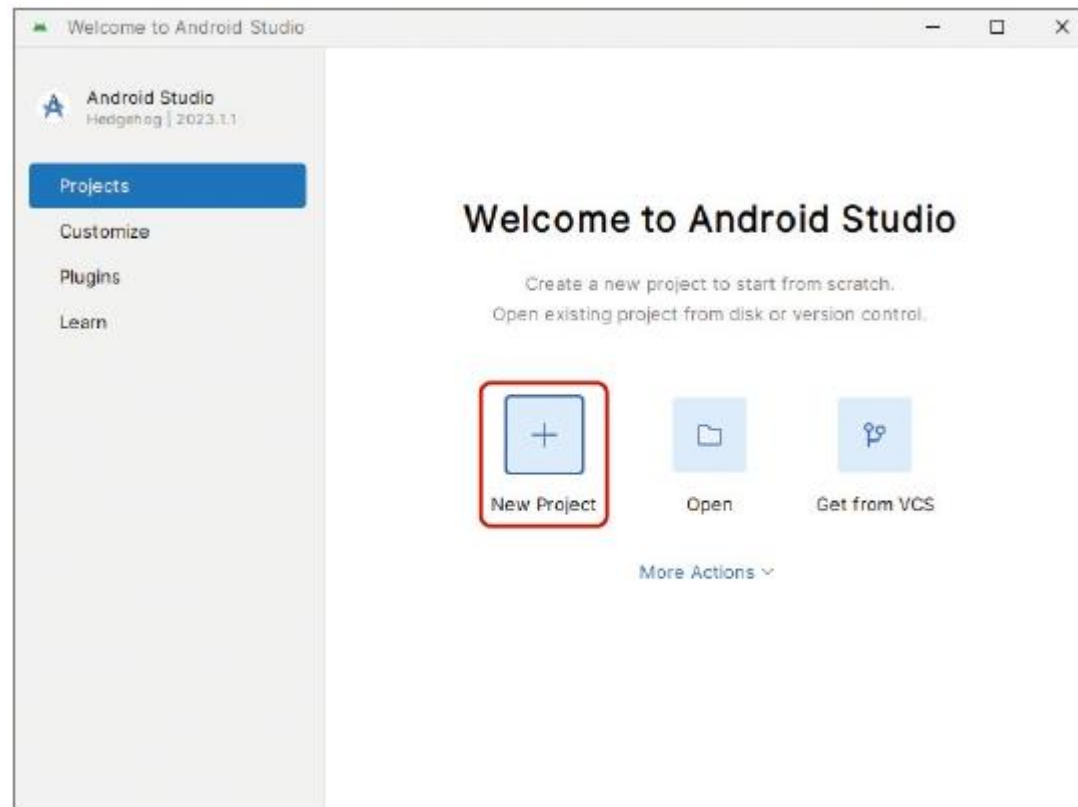 Welcome to Android Studio
Android Studio
Hedgehog | 2023.1.1
Projects
Customize
Plugins
Learn
Welcome to Android Studio
Create a new project to start from scratch.
Open existing project from disk or version control.
New Project
Open
Get from VCS
More Actions